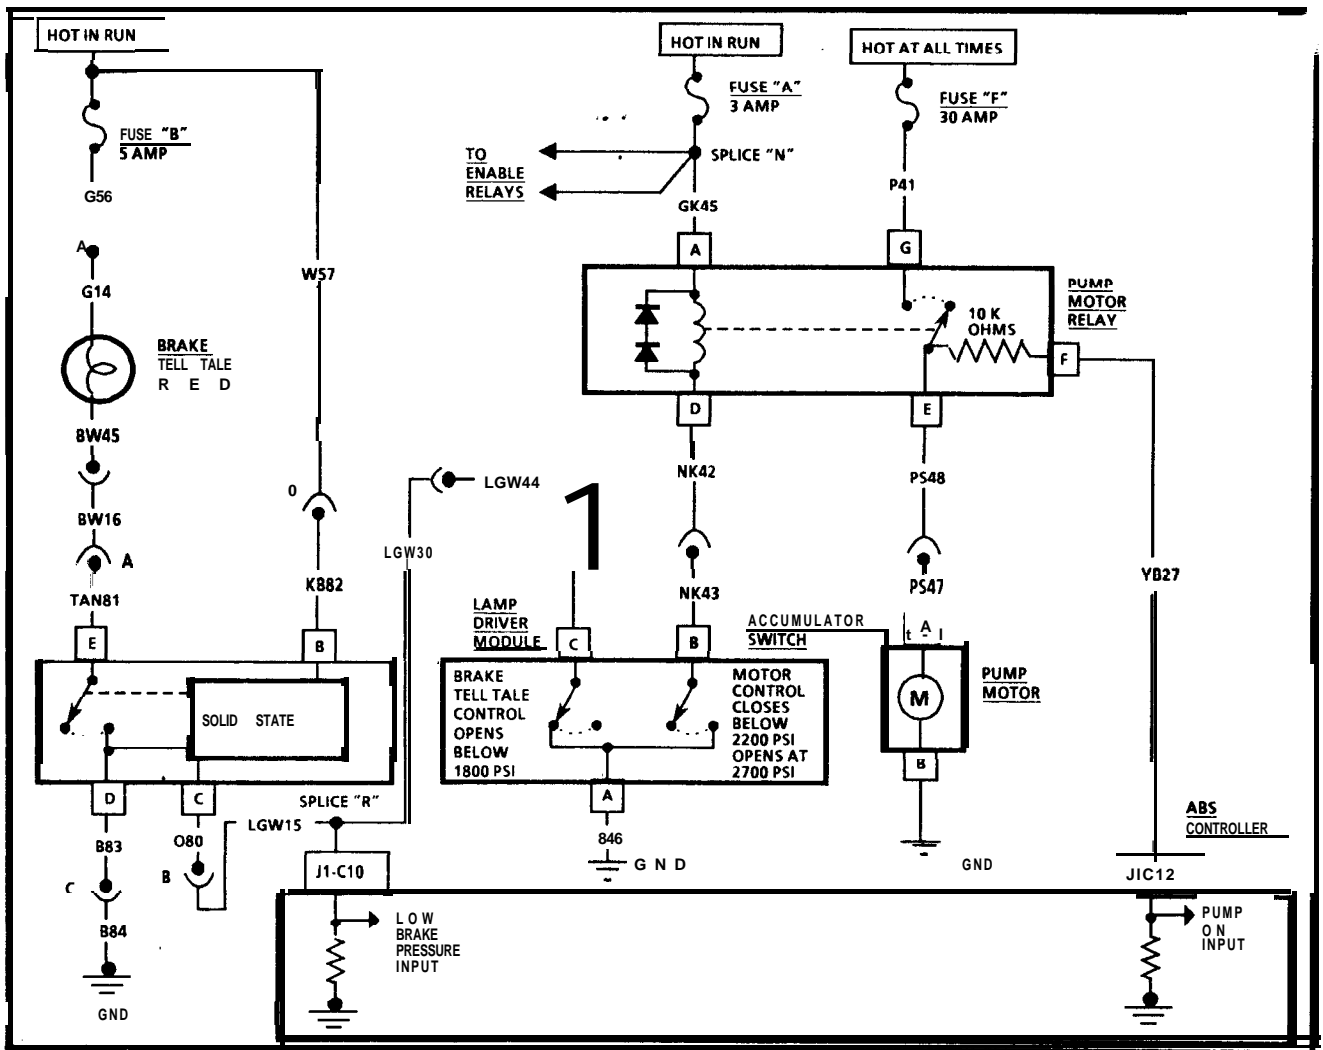 HOT IN RUN
FUSE "B"
5 AMP
G56
A
G14
BRAKE
TELL TALE
RED
BW45
BW16
A
TAN81
E
W57
0
KB82
B
SOLID STATE
D
C
B83
C
B84
GND
O80
B
LGW15
SPLICE "R"
LGW30
LGW44
J1-C10
LOW
BRAKE
PRESSURE
INPUT
HOT IN RUN
FUSE "A"
3 AMP
SPLICE "N"
TO
ENABLE
RELAYS
GK45
A
HOT AT ALL TIMES
FUSE "F"
30 AMP
P41
G
PUMP
MOTOR
RELAY
10 K
OHMS
F
D
E
NK42
NK43
PS48
PS47
YB27
1
LAMP
DRIVER
MODULE
C
B
BRAKE
TELL TALE
CONTROL
OPENS
BELOW
1800 PSI
MOTOR
CONTROL
CLOSES
BELOW
2200 PSI
OPENS AT
2700 PSI
A
846
GND
ACCUMULATOR
SWITCH
A
M
PUMP
MOTOR
B
GND
ABS
CONTROLLER
JIC12
PUMP
ON
INPUT